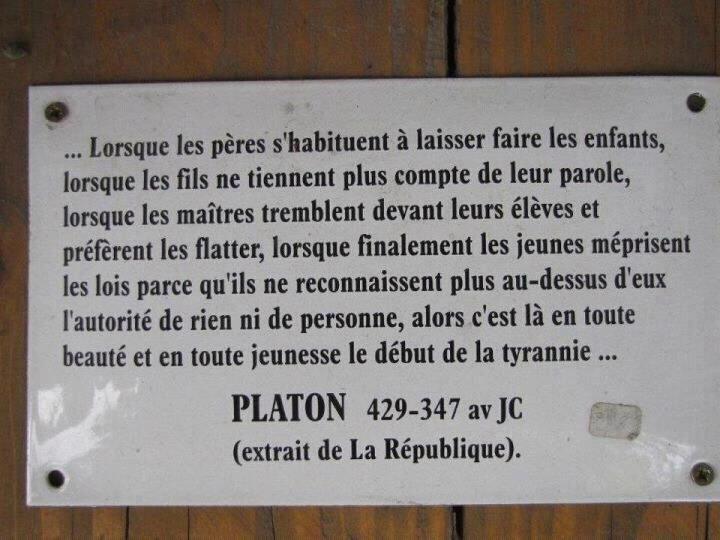 ... Lorsque les pères s'habituent à laisser faire les enfants,
lorsque les fils ne tiennent plus compte de leur parole,
lorsque les maîtres tremblent devant leurs élèves et
préfèrent les flatter, lorsque finalement les jeunes méprisent
les lois parce qu'ils ne reconnaissent plus au-dessus d'eux
l'autorité de rien ni de personne, alors c'est là en toute
beauté et en toute jeunesse le début de la tyrannie ...
PLATON 429-347 av JC
(extrait de La République).